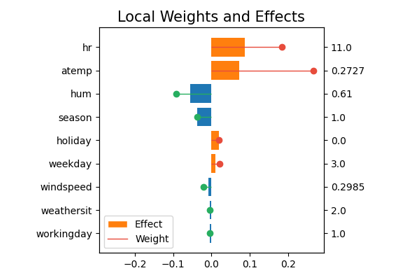 Local Weights and Effects
hr 11.0
atemp 0.2727
hum 0.61
season 1.0
holiday 0.0
weekday 3.0
windspeed 0.2985
weathersit 2.0
workingday 1.0
Effect
Weight
−0.2 −0.1 0.0 0.1 0.2